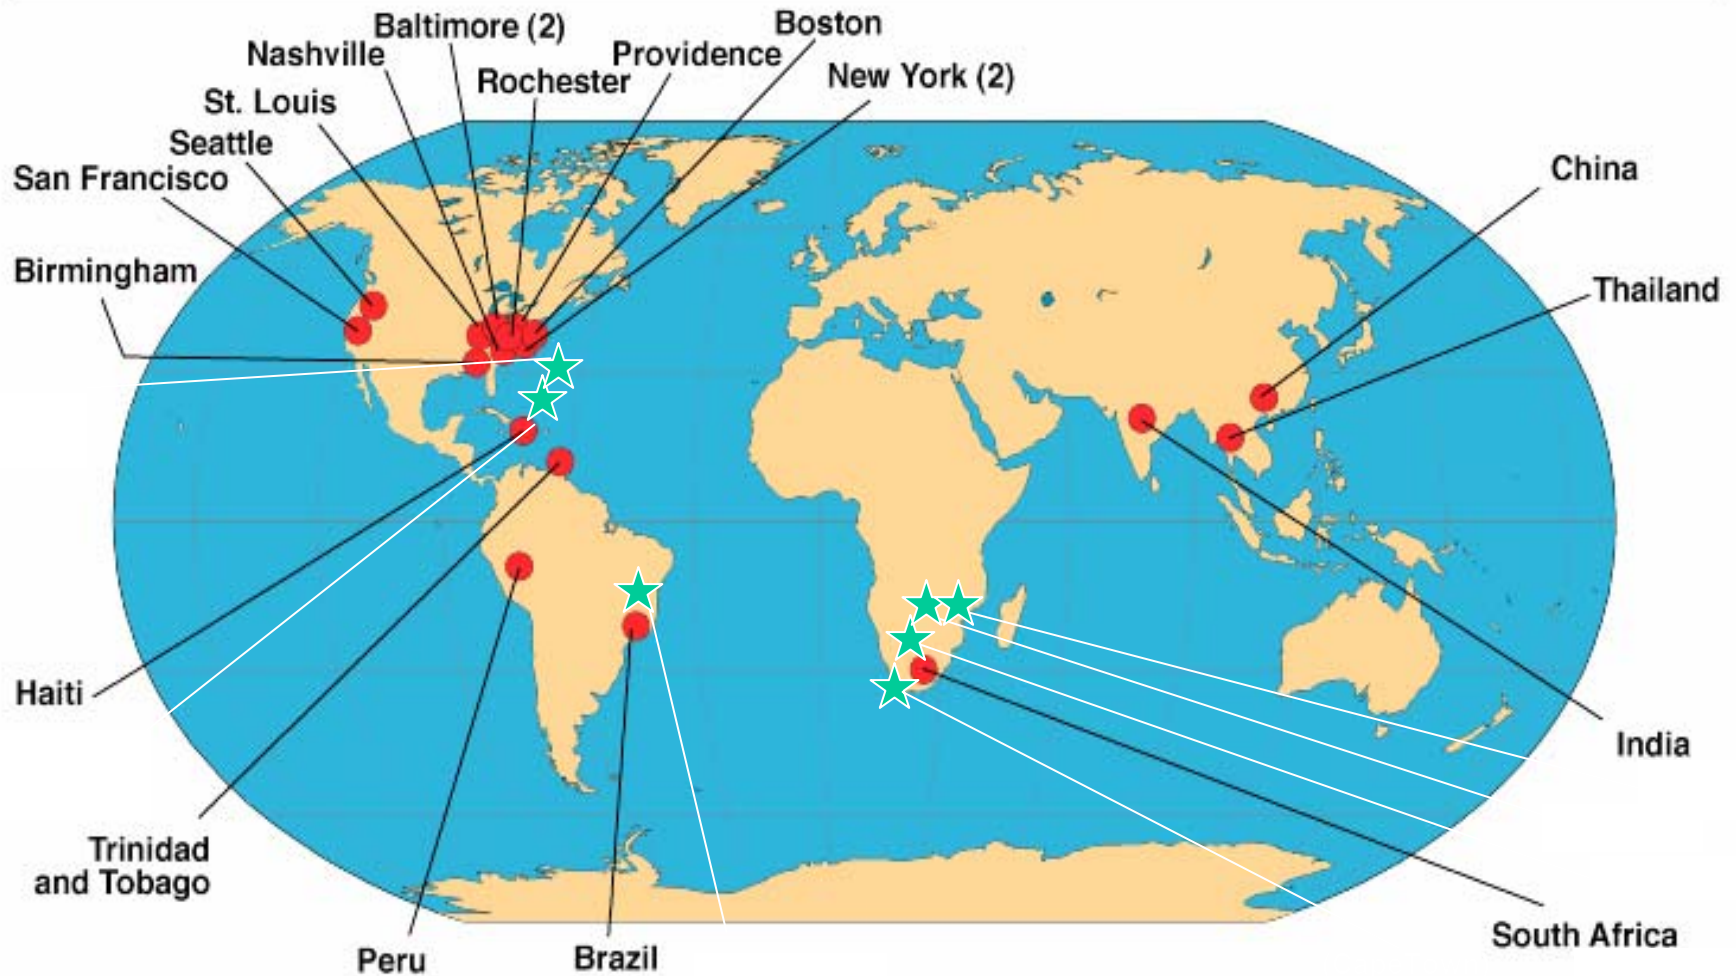 Baltimore (2)
Boston
Nashville
Providence
Rochester
New York (2)
St. Louis
Seattle
San Francisco
China
Birmingham
Thailand
Haiti
India
Trinidad
and Tobago
South Africa
Peru
Brazil